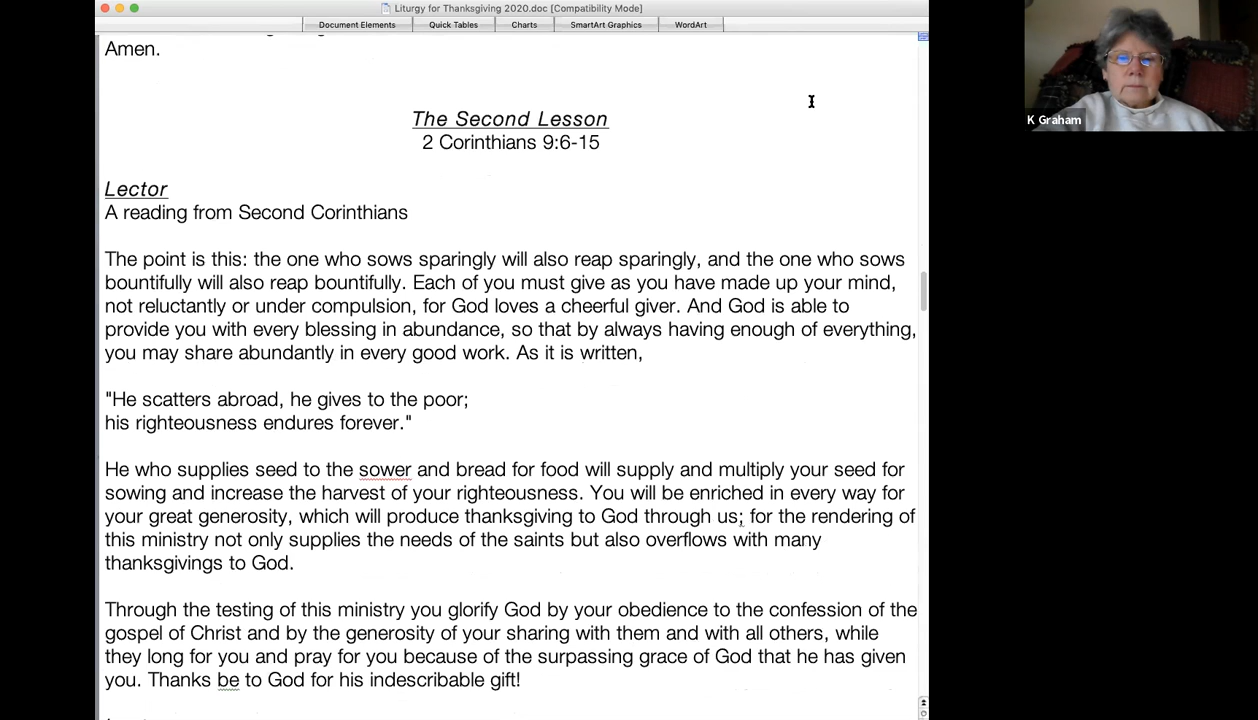 Liturgy for Thanksgiving 2020.doc [Compatibility Mode]
Document Elements Quick Tables Charts SmartArt Graphics WordArt
Amen.
The Second Lesson
2 Corinthians 9:6-15
Lector
A reading from Second Corinthians
The point is this: the one who sows sparingly will also reap sparingly, and the one who sows
bountifully will also reap bountifully. Each of you must give as you have made up your mind,
not reluctantly or under compulsion, for God loves a cheerful giver. And God is able to
provide you with every blessing in abundance, so that by always having enough of everything,
you may share abundantly in every good work. As it is written,
"He scatters abroad, he gives to the poor;
his righteousness endures forever."
He who supplies seed to the sower and bread for food will supply and multiply your seed for
sowing and increase the harvest of your righteousness. You will be enriched in every way for
your great generosity, which will produce thanksgiving to God through us; for the rendering of
this ministry not only supplies the needs of the saints but also overflows with many
thanksgivings to God.
Through the testing of this ministry you glorify God by your obedience to the confession of the
gospel of Christ and by the generosity of your sharing with them and with all others, while
they long for you and pray for you because of the surpassing grace of God that he has given
you. Thanks be to God for his indescribable gift!
K Graham